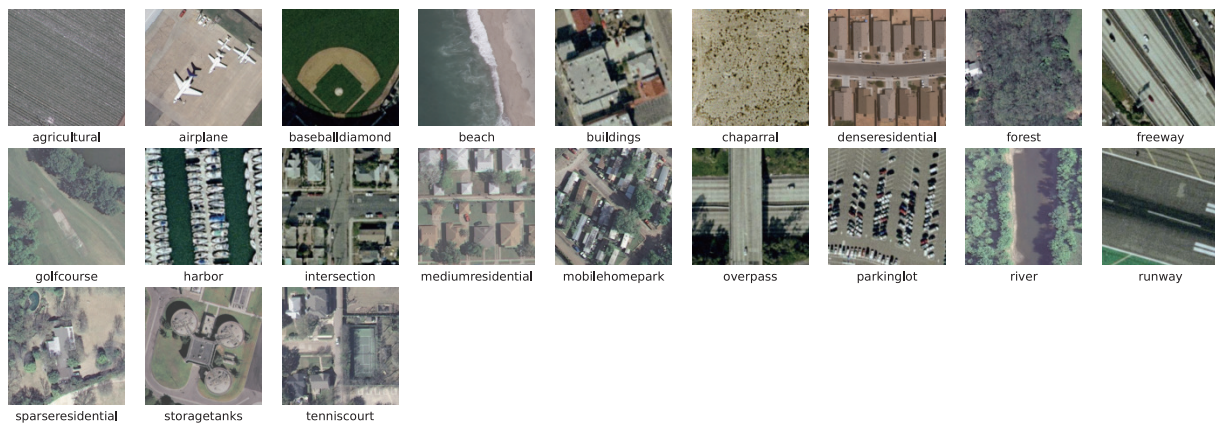 agricultural airplane baseballdiamond beach buildings chaparral denseresidential forest freeway
golfcourse harbor intersection mediumresidential mobilehomepark overpass parkinglot river runway
sparseresidential storagetanks tenniscourt